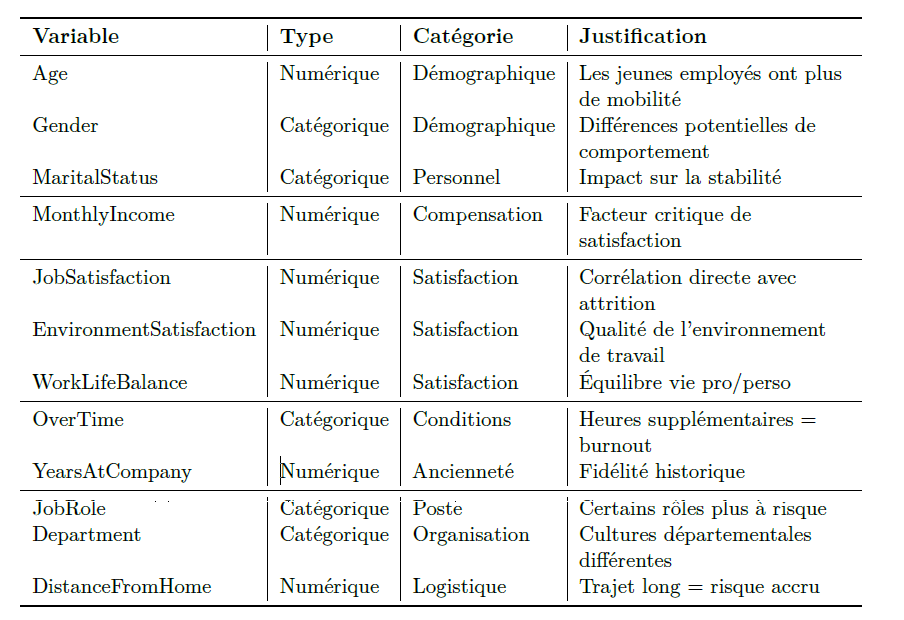 Variable Type Catégorie Justification
Age Numérique Démographique Les jeunes employés ont plus
de mobilité
Gender Catégorique Démographique Différences potentielles de
comportement
MaritalStatus Catégorique Personnel Impact sur la stabilité
MonthlyIncome Numérique Compensation Facteur critique de
satisfaction
JobSatisfaction Numérique Satisfaction Corrélation directe avec
attrition
EnvironmentSatisfaction Numérique Satisfaction Qualité de l'environnement
de travail
WorkLifeBalance Numérique Satisfaction Équilibre vie pro/perso
OverTime Catégorique Conditions Heures supplémentaires =
burnout
YearsAtCompany Numérique Ancienneté Fidélité historique
JobRole Catégorique Poste Certains rôles plus à risque
Department Catégorique Organisation Cultures départementales
différentes
DistanceFromHome Numérique Logistique Trajet long = risque accru